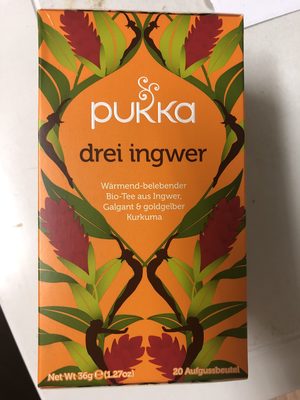 pukka
drei ingwer
Wärmend-belebender
Bio-Tee aus Ingwer,
Galgant & goldgelber
Kurkuma
Net Wt 36g ℮ (1.27oz)
20 Aufgussbeutel